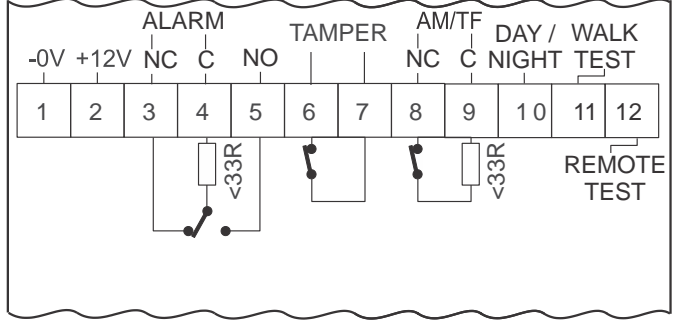 ALARM AM/TF
TAMPER DAY / WALK
-0V +12V NC C NO NC C NIGHT TEST
1 2 3 4 5 6 7 8 9 10 11 12
<33R <33R
REMOTE
TEST